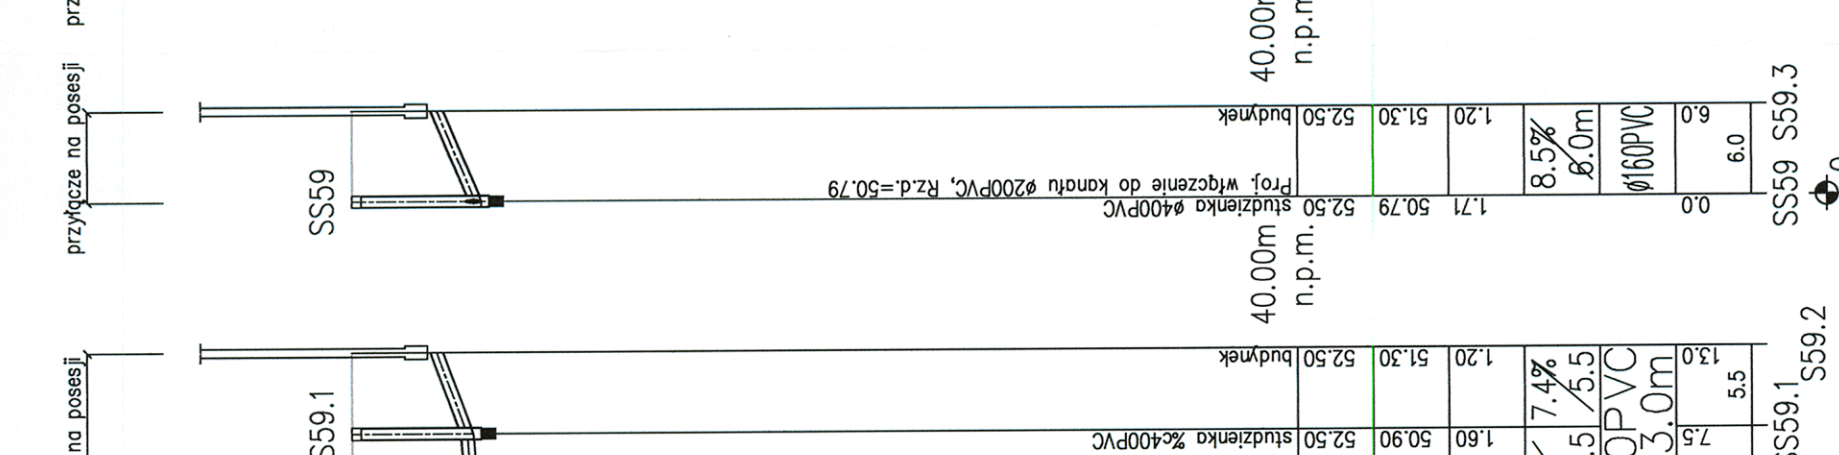 przyłącze na posesji
SS59
40.00m
n.p.m.
budynek 52.50 51.30 1.20
8.5% 6.0m
ø160PVC
6.0
6.0
Proj. włączenie do kanału ø200PVC, Rz.d.=50.79
studzienka ø400PVC 52.50 50.79 1.71 0.0
SS59 S59.3
40.00m
n.p.m.
na posesji
SS59.1
budynek 52.50 51.30 1.20
7.4% 5.5
13.0
5.5
studzienka %c400PVC 52.50 50.90 1.60
7.5
PVC
3.0m
SS59.1 S59.2